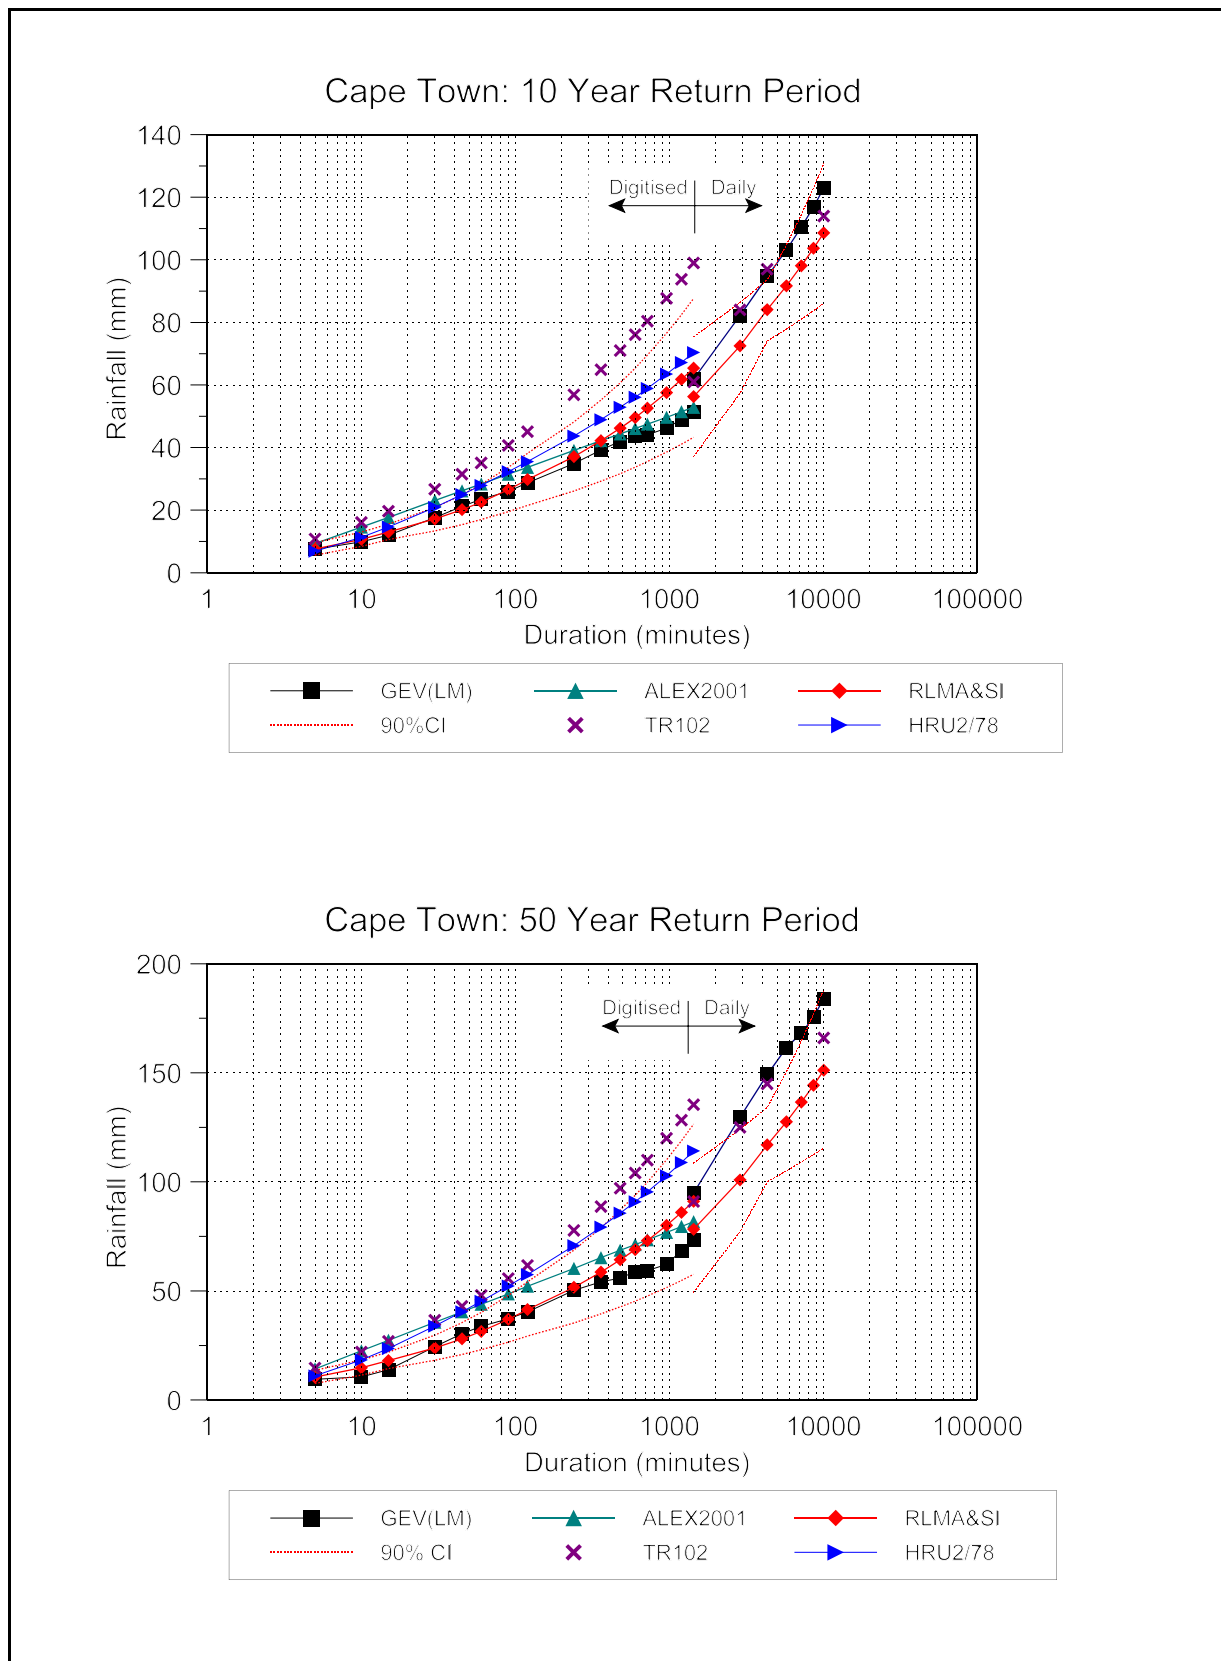 Cape Town: 10 Year Return Period
140
120
100
80
60
40
20
0
Rainfall (mm)
Digitised Daily
1 10 100 1000 10000 100000
Duration (minutes)
GEV(LM) ALEX2001 RLMA&SI
90%CI TR102 HRU2/78
Cape Town: 50 Year Return Period
200
150
100
50
0
Rainfall (mm)
Digitised Daily
1 10 100 1000 10000 100000
Duration (minutes)
GEV(LM) ALEX2001 RLMA&SI
90% CI TR102 HRU2/78